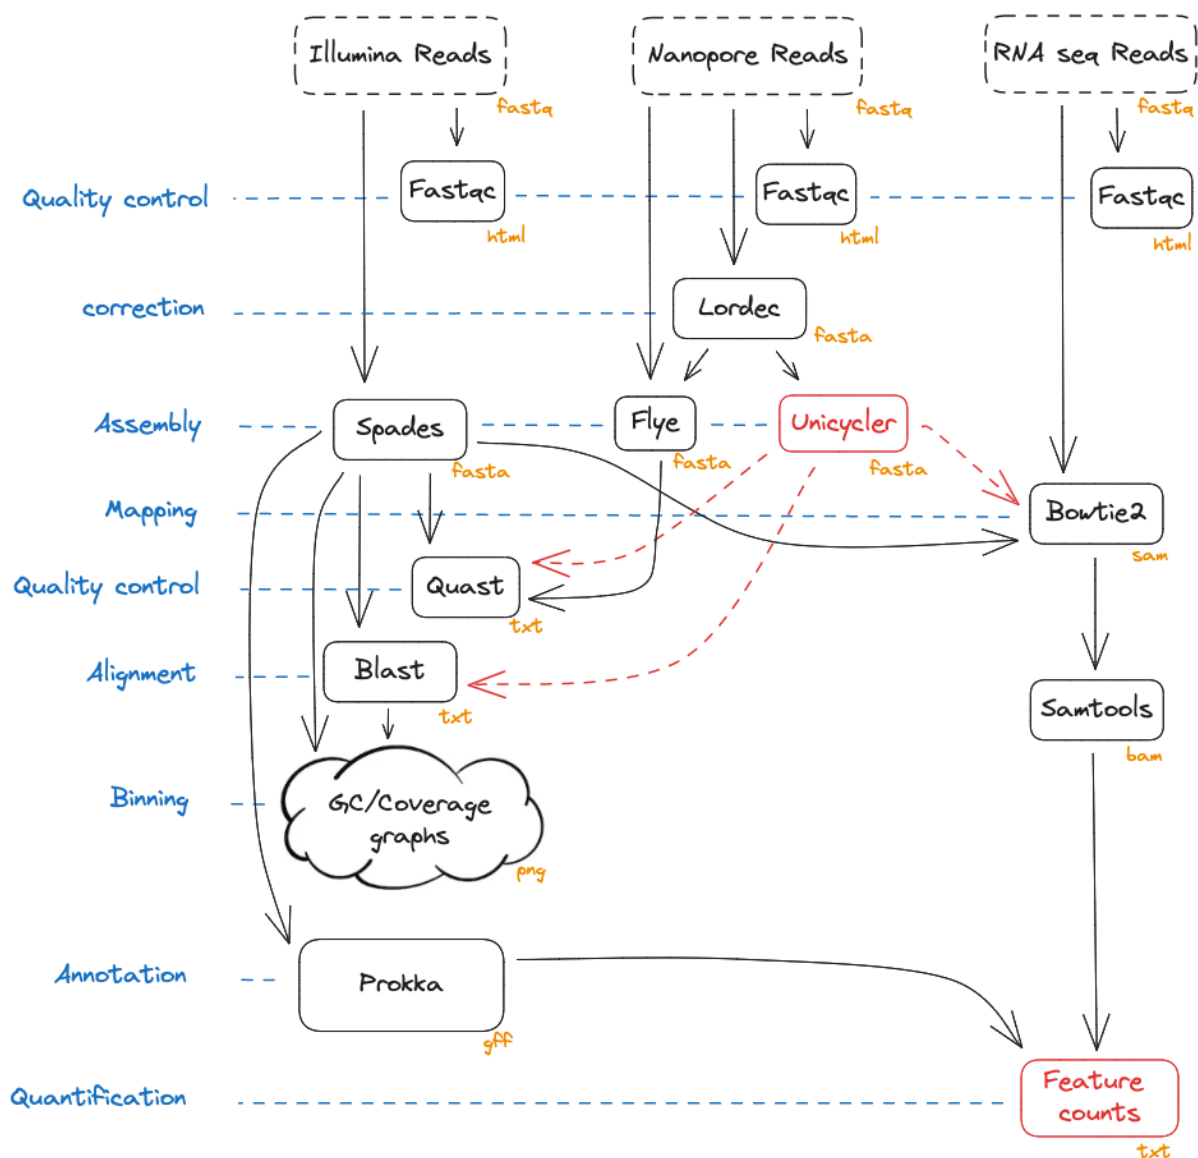 Illumina Reads
Nanopore Reads
RNA seq Reads
fastq
fastq
fastq
Quality control
Fastqc
Fastqc
Fastqc
html
html
html
correction
Lordec
fasta
Assembly
Spades
Flye
Unicycler
fasta
fasta
fasta
Mapping
Bowtie2
sam
Quality control
Quast
txt
Alignment
Blast
txt
Samtools
bam
Binning
GC/Coverage
graphs
png
Annotation
Prokka
gff
Quantification
Feature
counts
txt